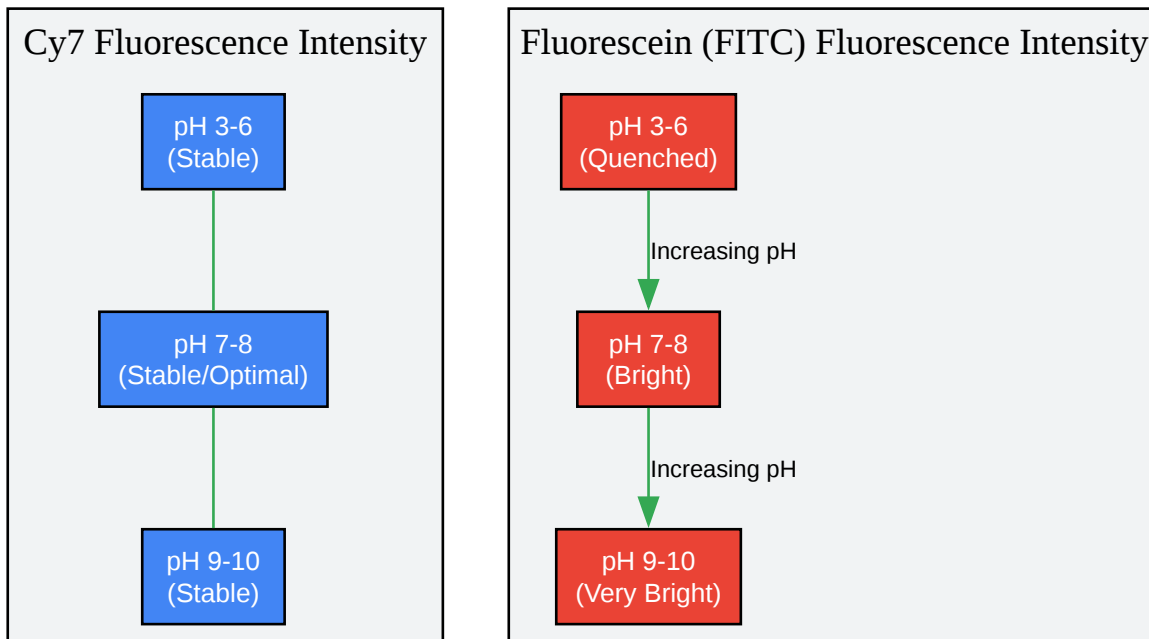 Cy7 Fluorescence Intensity
pH 3-6
(Stable)
pH 7-8
(Stable/Optimal)
pH 9-10
(Stable)
Fluorescein (FITC) Fluorescence Intensity
pH 3-6
(Quenched)
Increasing pH
pH 7-8
(Bright)
Increasing pH
pH 9-10
(Very Bright)